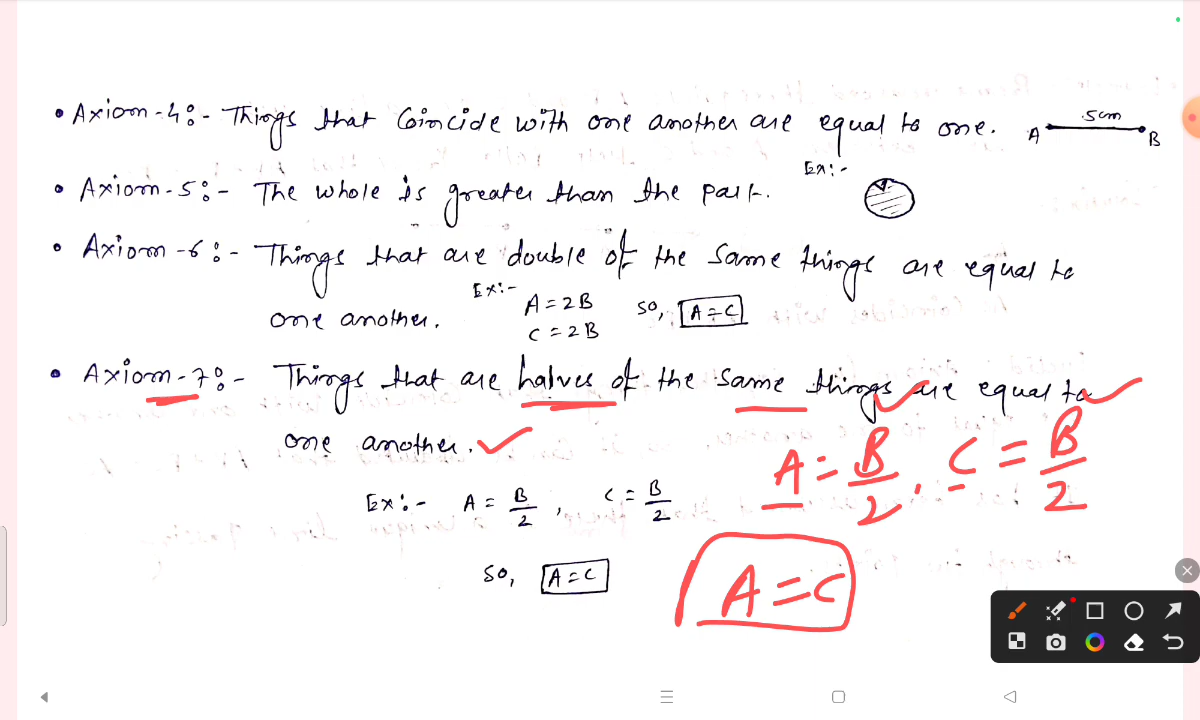 • Axiom-4:- Things that Coincide with one another are equal to one. A 5cm B
Ex:-
• Axiom-5:- The whole is greater than the part.
• Axiom-6:- Things that are double of the same things are equal to
one another. Ex:- A=2B so, A=C
C=2B
• Axiom-7:- Things that are halves of the same things are equal to
one another.
A=B/2, C=B/2
Ex:- A=B/2, C=B/2
so, A=C
A=C